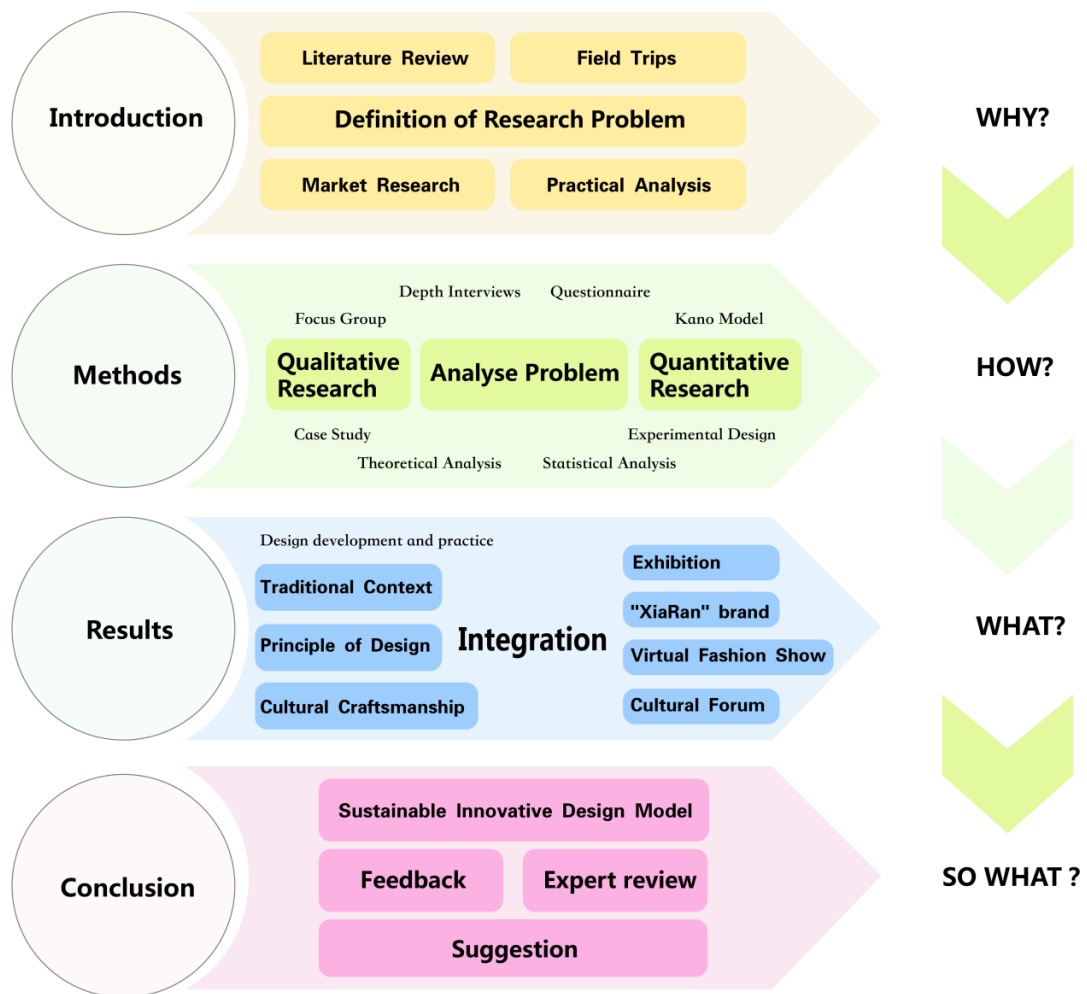 Introduction
Literature Review
Field Trips
Definition of Research Problem
Market Research
Practical Analysis
WHY?
Methods
Depth Interviews
Questionnaire
Focus Group
Kano Model
Qualitative
Research
Analyse Problem
Quantitative
Research
Case Study
Experimental Design
Theoretical Analysis
Statistical Analysis
HOW?
Results
Design development and practice
Traditional Context
Principle of Design
Cultural Craftsmanship
Integration
Exhibition
"XiaRan" brand
Virtual Fashion Show
Cultural Forum
WHAT?
Conclusion
Sustainable Innovative Design Model
Feedback
Expert review
Suggestion
SO WHAT ?